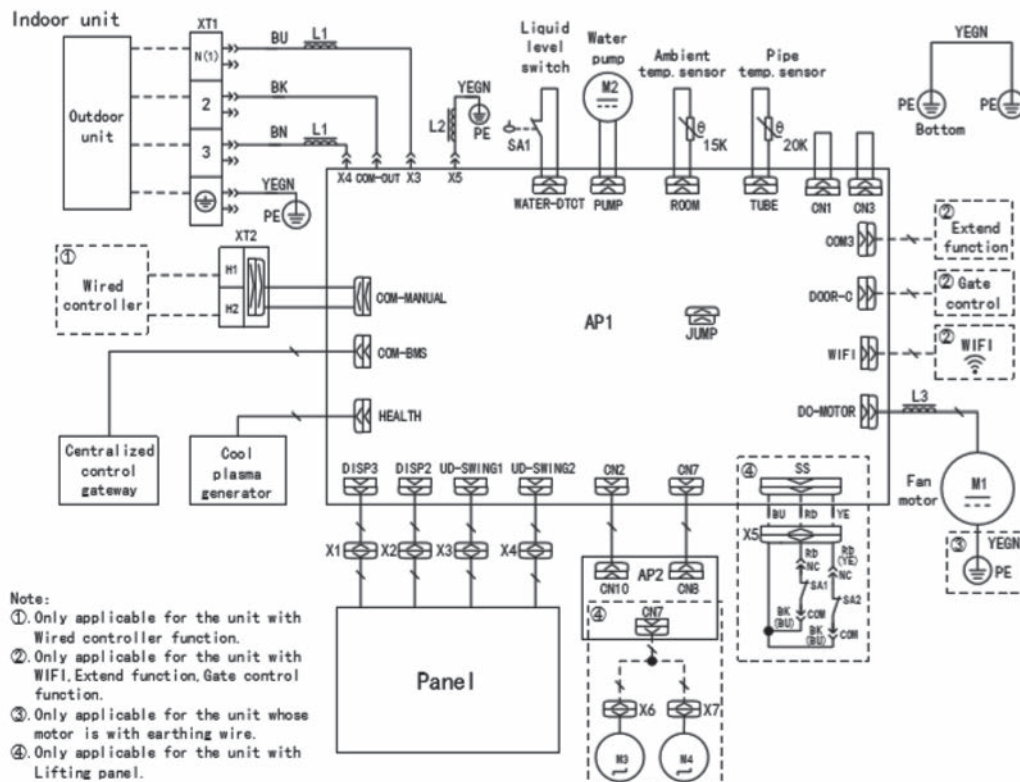 Indoor unit
XT1
N(1)
2
3
Outdoor
unit
BU
L1
BK
BN
L1
YEGN
PE
X4
COM-OUT
X3
L2
YEGN
PE
X5
Liquid
level
switch
SA1
WATER-DTCT
Water
pump
M2
PUMP
Ambient
temp. sensor
θ
15K
ROOM
Pipe
temp. sensor
θ
20K
TUBE
CN1
CN3
YEGN
PE
PE
Bottom
①
Wired
controller
XT2
H1
H2
COM-MANUAL
COM-BMS
HEALTH
Centralized
control
gateway
Cool
plasma
generator
AP1
JUMP
COM3
② Extend
function
DOOR-C
② Gate
control
WIFI
② WIFI
DO-MOTOR
L3
Fan
motor
M1
③ YEGN
PE
DISP3
DISP2
UD-SWING1
UD-SWING2
CN2
CN7
X1
X2
X3
X4
Panel
AP2
CN10
CN8
④
CN7
X6
X7
M3
M4
④
SS
BU
RD
YE
X5
RD
NC
RD
(YE)
NC
SA1
SA2
BK
(BU)
COM
BK
(BU)
COM
Note:
①. Only applicable for the unit with
Wired controller function.
②. Only applicable for the unit with
WIFI, Extend function, Gate control
function.
③. Only applicable for the unit whose
motor is with earthing wire.
④. Only applicable for the unit with
Lifting panel.